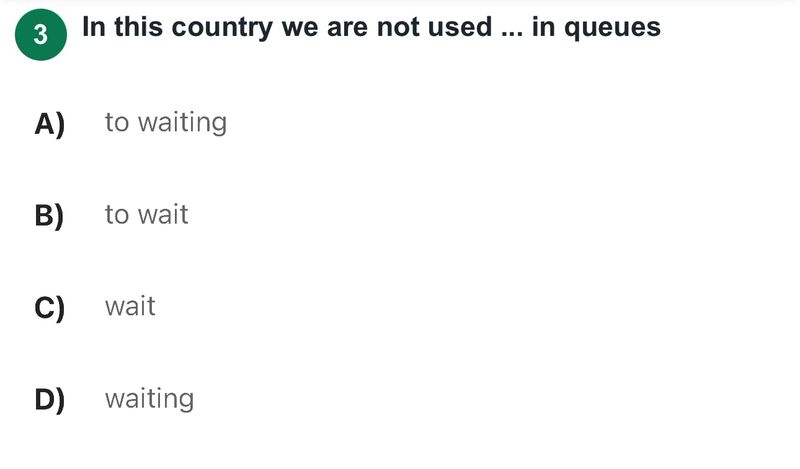 3 In this country we are not used ... in queues
A) to waiting
B) to wait
C) wait
D) waiting